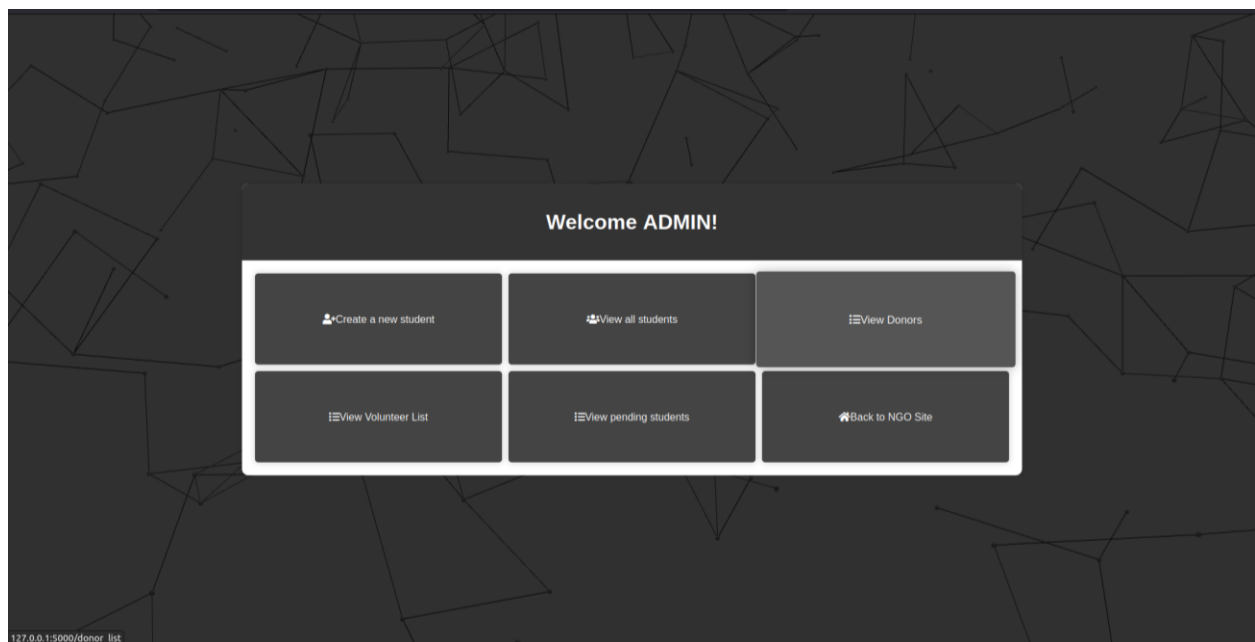 Welcome ADMIN!
Create a new student
View all students
View Donors
View Volunteer List
View pending students
Back to NGO Site
127.0.0.1:5000/donor_list